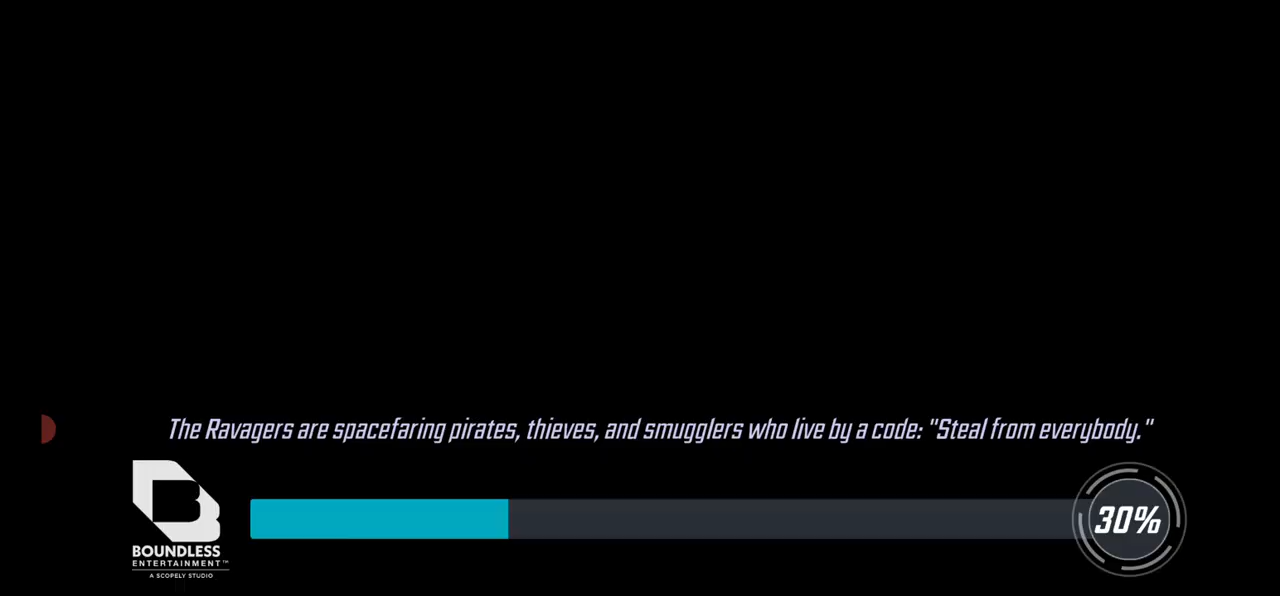 The Ravagers are spacefaring pirates, thieves, and smugglers who live by a code: "Steal from everybody."
30%
BOUNDLESS
ENTERTAINMENT™
A SCOPELY STUDIO